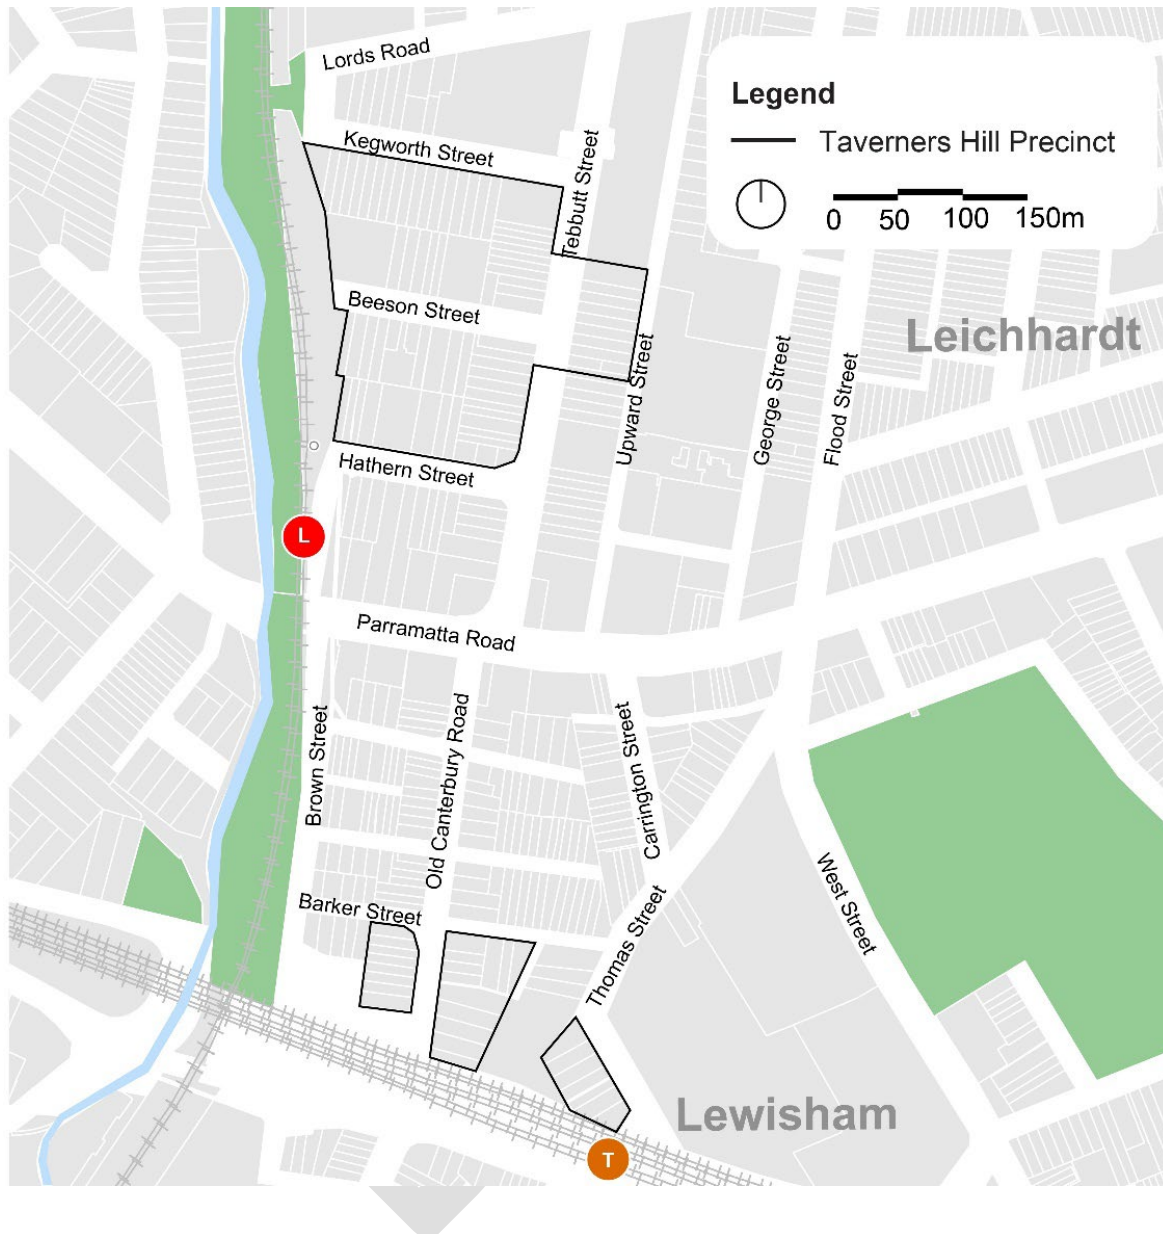 Lords Road
Legend
Taverners Hill Precinct
0 50 100 150m
Kegworth Street
Tebbutt Street
Beeson Street
Leichhardt
Upward Street
George Street
Flood Street
Hathern Street
L
Parramatta Road
Brown Street
Old Canterbury Road
Carrington Street
Barker Street
Thomas Street
West Street
Lewisham
T